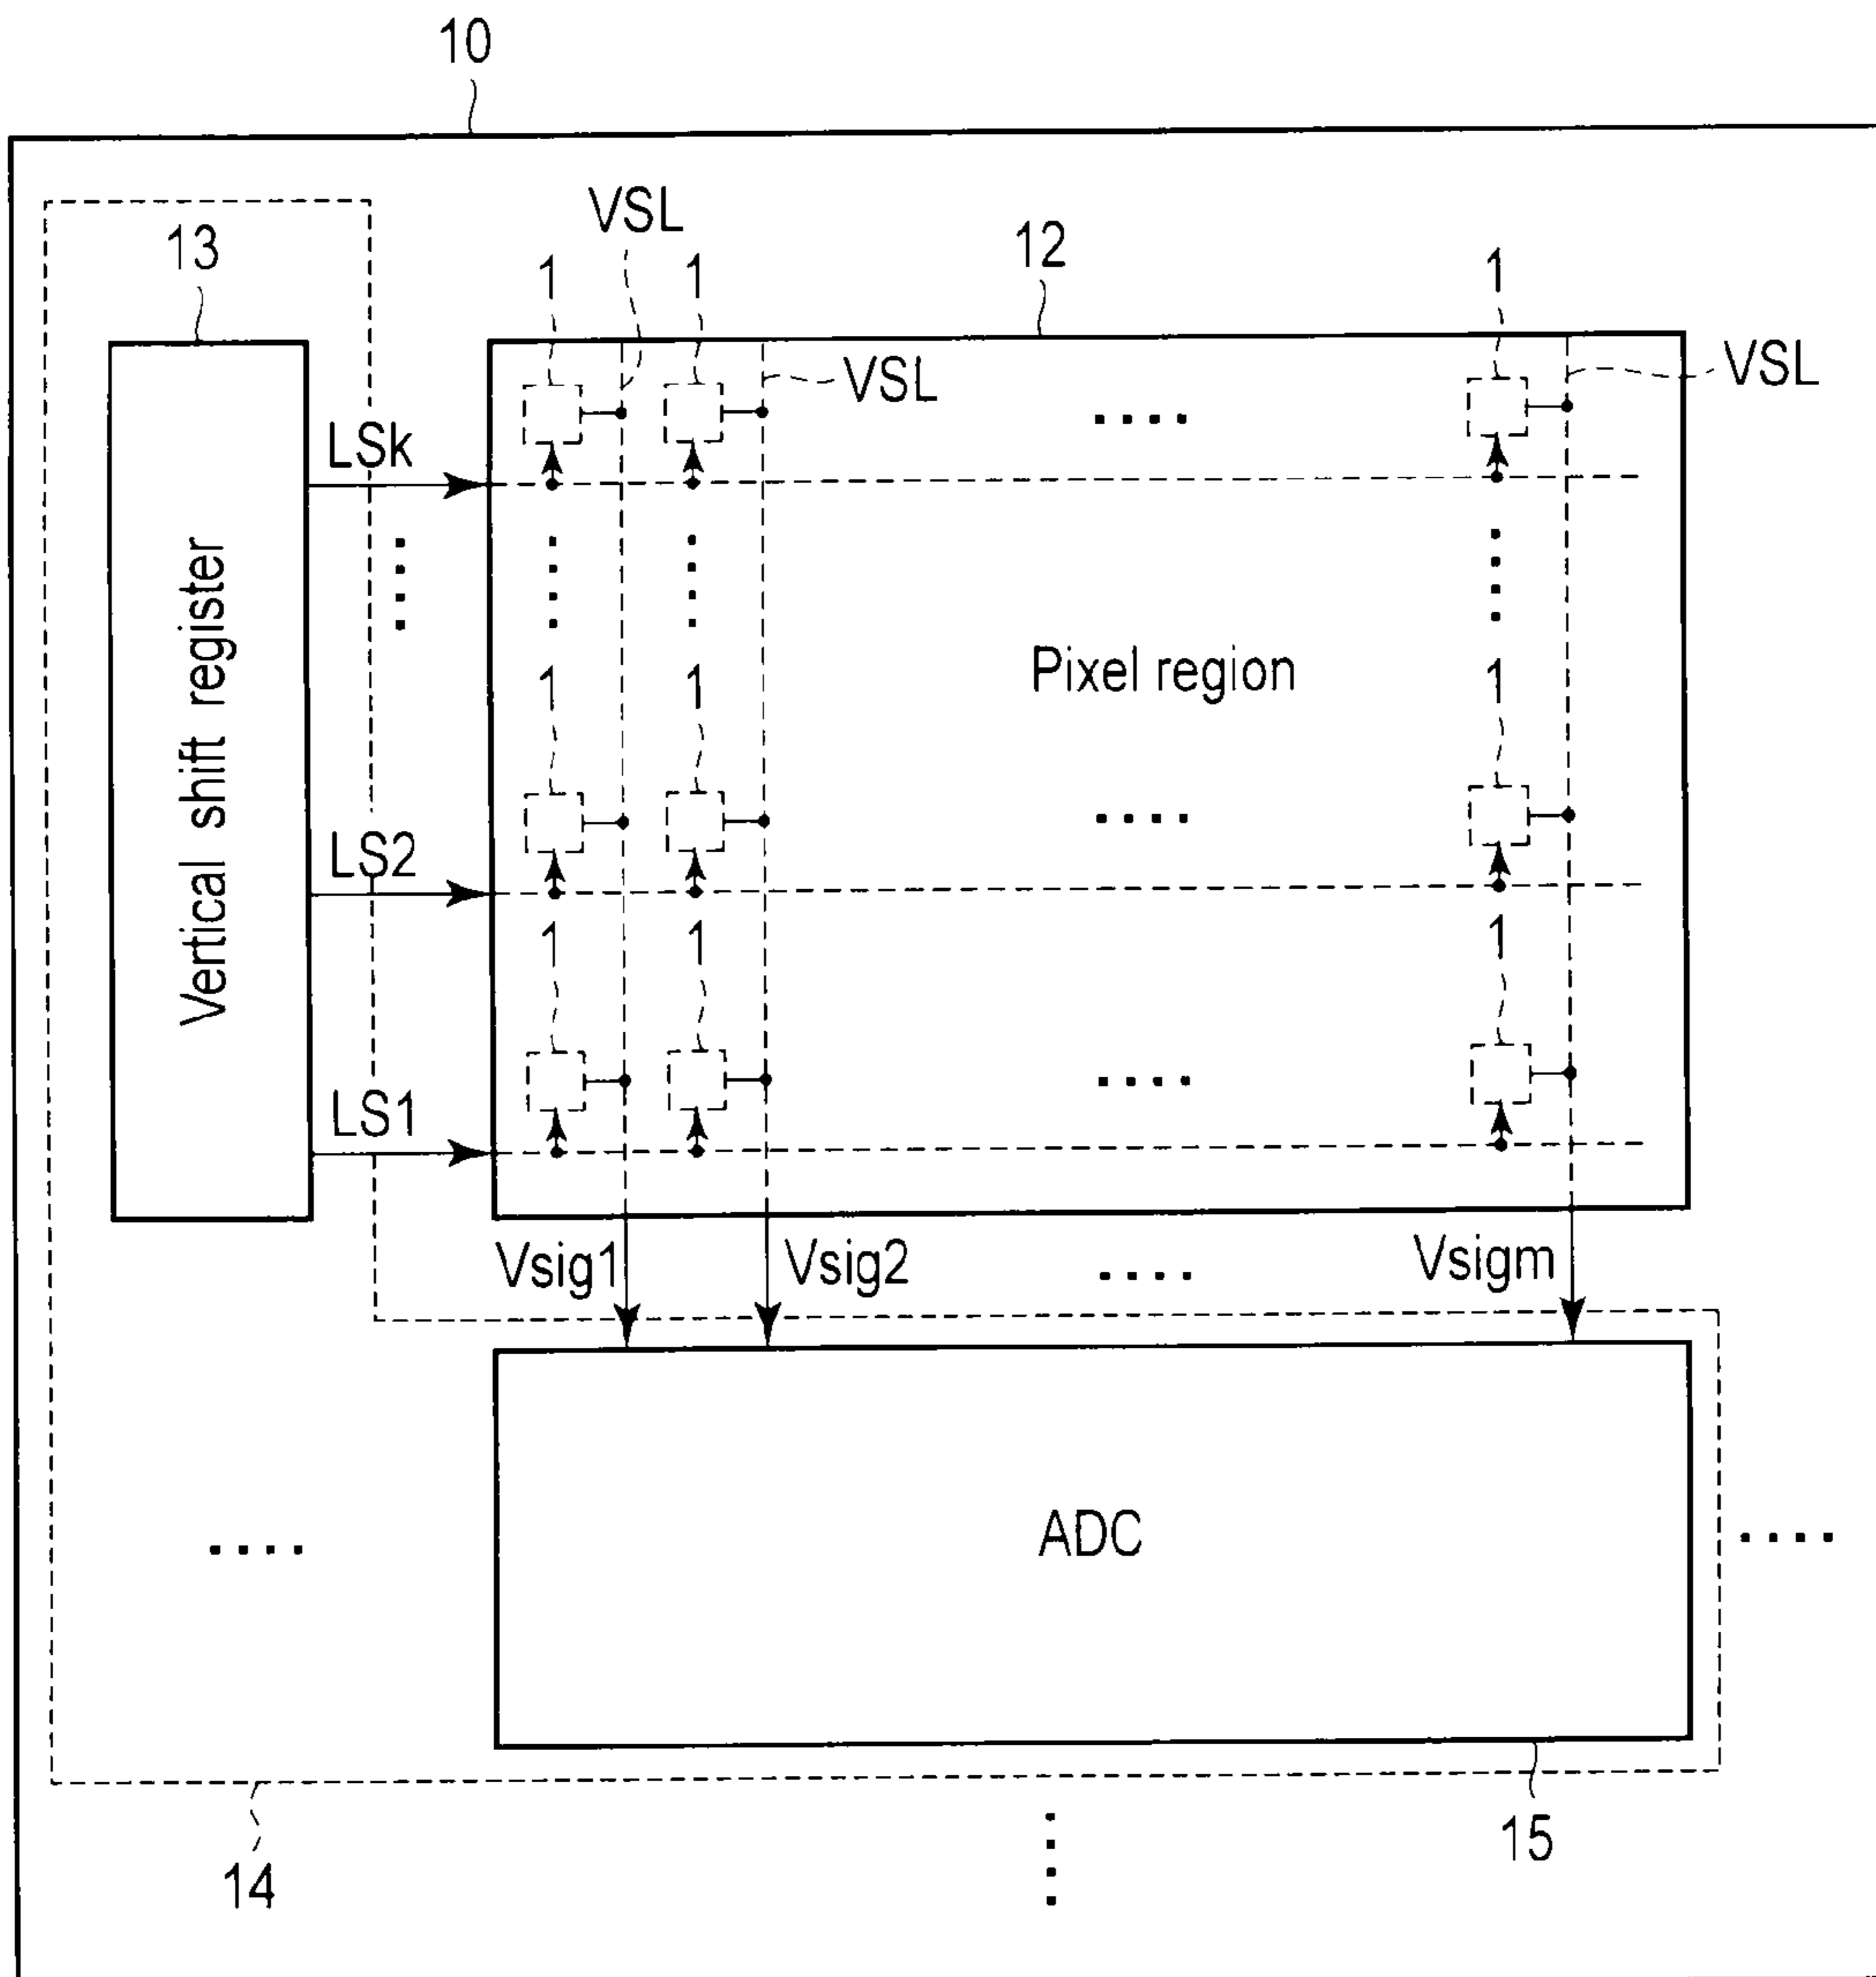 10
VSL
13
12
1 1 1
VSL VSL
LSk
Vertical shift register
Pixel region
1 1 1
LS2
1 1 1
LS1
Vsig1 Vsig2 Vsigm
ADC
15
14